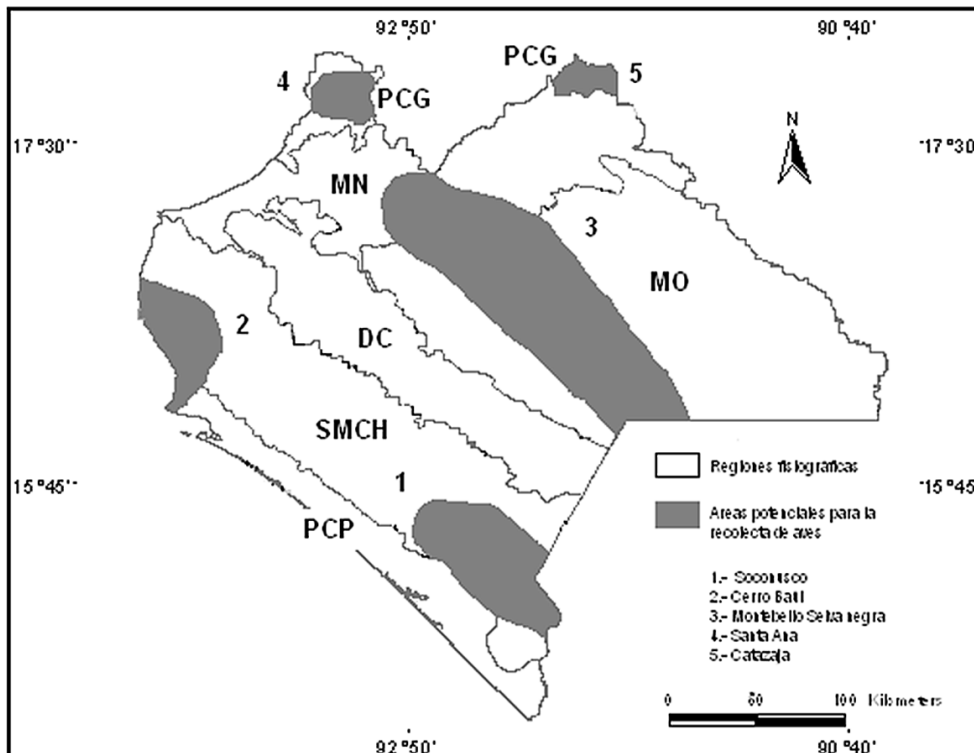 92 °50
90 °40
PCG
5
4
PCG
N
17 °30
17 °30
MN
3
MO
2
DC
SMCH
1
15 °45
15 °45
PCP
Regiones fisiográficas
Areas potenciales para la
recolecta de aves
1.- Soconusco
2.- Cerro Baúl
3.- Montebello Selva negra
4.- Santa Ana
5.- Catazaja
0 50 100 Kilometers
92 °50
90 °40